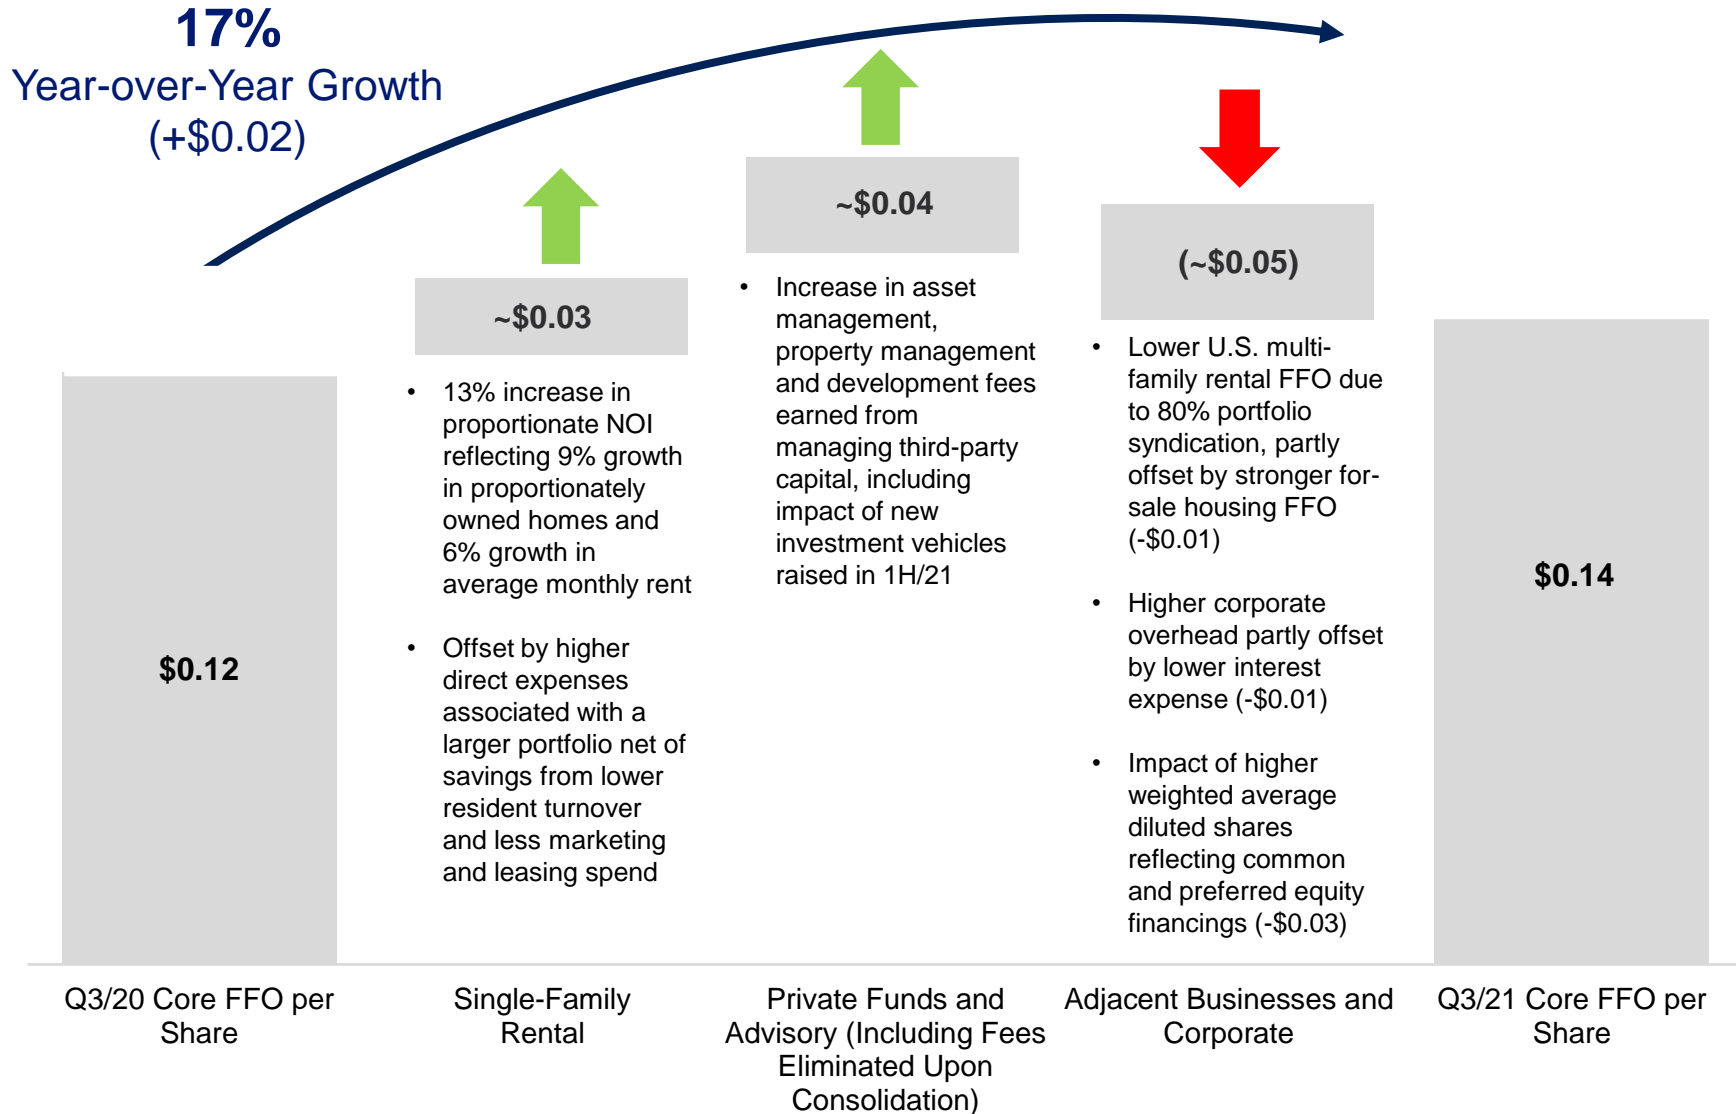 17%
Year-over-Year Growth
(+$0.02)
~$0.03
• 13% increase in
proportionate NOI
reflecting 9% growth
in proportionately
owned homes and
6% growth in
average monthly rent
• Offset by higher
direct expenses
associated with a
larger portfolio net of
savings from lower
resident turnover
and less marketing
and leasing spend
~$0.04
• Increase in asset
management,
property management
and development fees
earned from
managing third-party
capital, including
impact of new
investment vehicles
raised in 1H/21
(~$0.05)
• Lower U.S. multi-
family rental FFO due
to 80% portfolio
syndication, partly
offset by stronger for-
sale housing FFO
(-$0.01)
• Higher corporate
overhead partly offset
by lower interest
expense (-$0.01)
• Impact of higher
weighted average
diluted shares
reflecting common
and preferred equity
financings (-$0.03)
$0.12
$0.14
Q3/20 Core FFO per
Share
Single-Family
Rental
Private Funds and
Advisory (Including Fees
Eliminated Upon
Consolidation)
Adjacent Businesses and
Corporate
Q3/21 Core FFO per
Share